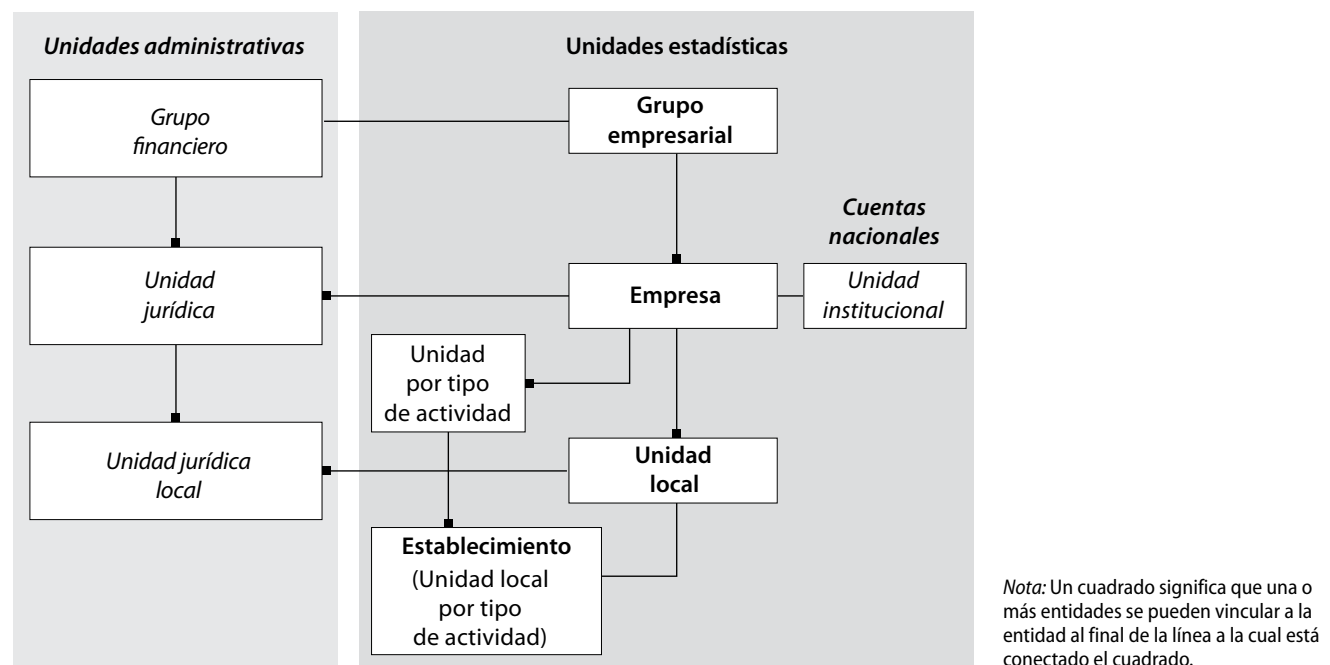 Unidades administrativas
Grupo
financiero
Unidad
jurídica
Unidad jurídica
local
Unidades estadísticas
Grupo
empresarial
Cuentas
nacionales
Empresa
Unidad
institucional
Unidad
por tipo
de actividad
Unidad
local
Establecimiento
(Unidad local
por tipo
de actividad)
Nota: Un cuadrado significa que una o
más entidades se pueden vincular a la
entidad al final de la línea a la cual está
conectado el cuadrado.